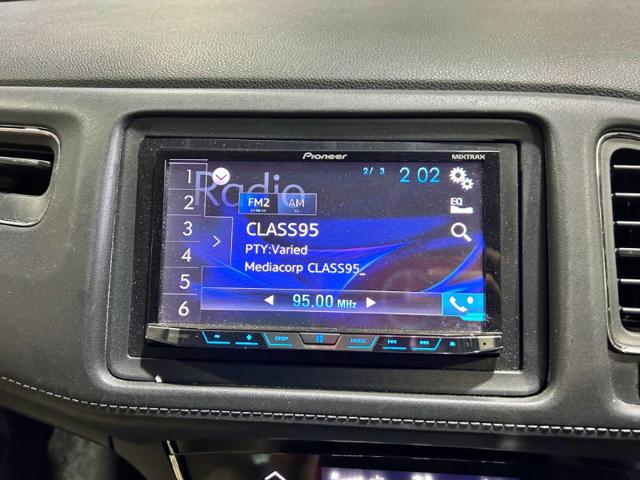 Pioneer
MIXTRAX
Radio
2/ 3
2 02
1
2
3
4
5
6
FM2
AM
EQ
CLASS95
PTY:Varied
Mediacorp CLASS95_
95.00 MHz
DISP
MODE